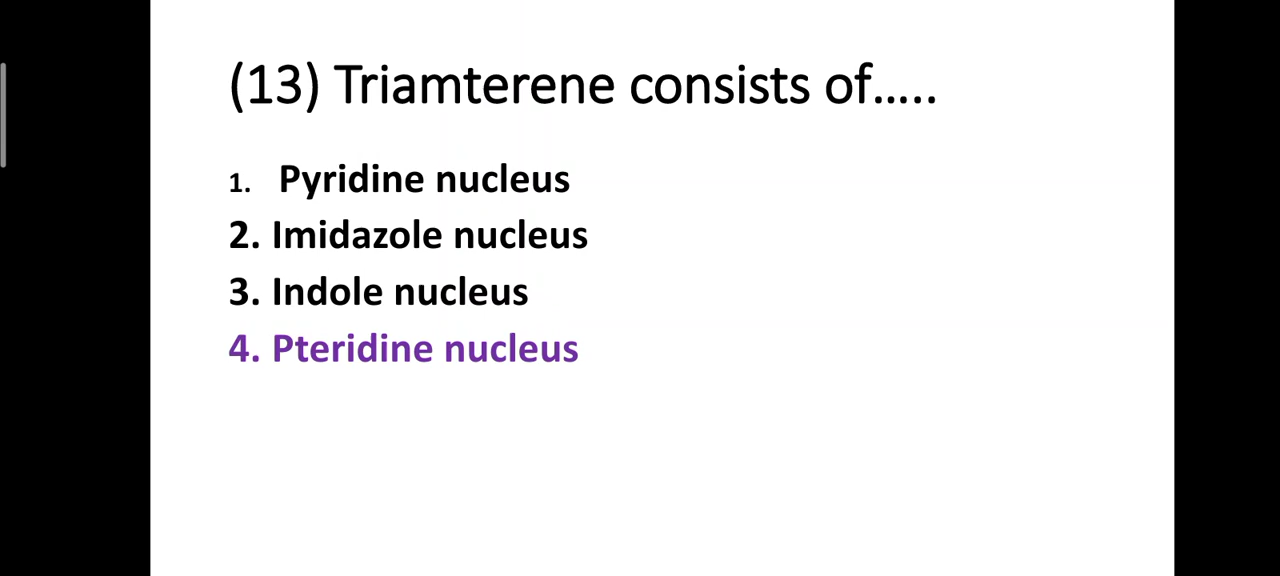 (13) Triamterene consists of…..
1. Pyridine nucleus
2. Imidazole nucleus
3. Indole nucleus
4. Pteridine nucleus